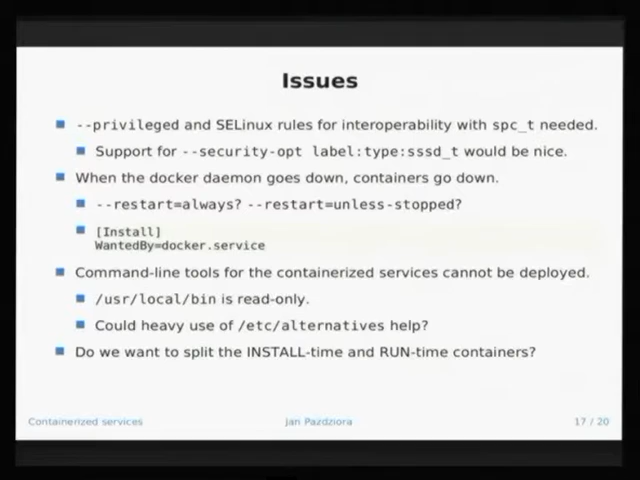 Issues
--privileged and SELinux rules for interoperability with spc_t needed.
Support for --security-opt label:type:sssd_t would be nice.
When the docker daemon goes down, containers go down.
--restart=always? --restart=unless-stopped?
[Install]
WantedBy=docker.service
Command-line tools for the containerized services cannot be deployed.
/usr/local/bin is read-only.
Could heavy use of /etc/alternatives help?
Do we want to split the INSTALL-time and RUN-time containers?
Containerized services
Jan Pazdziora
17 / 20